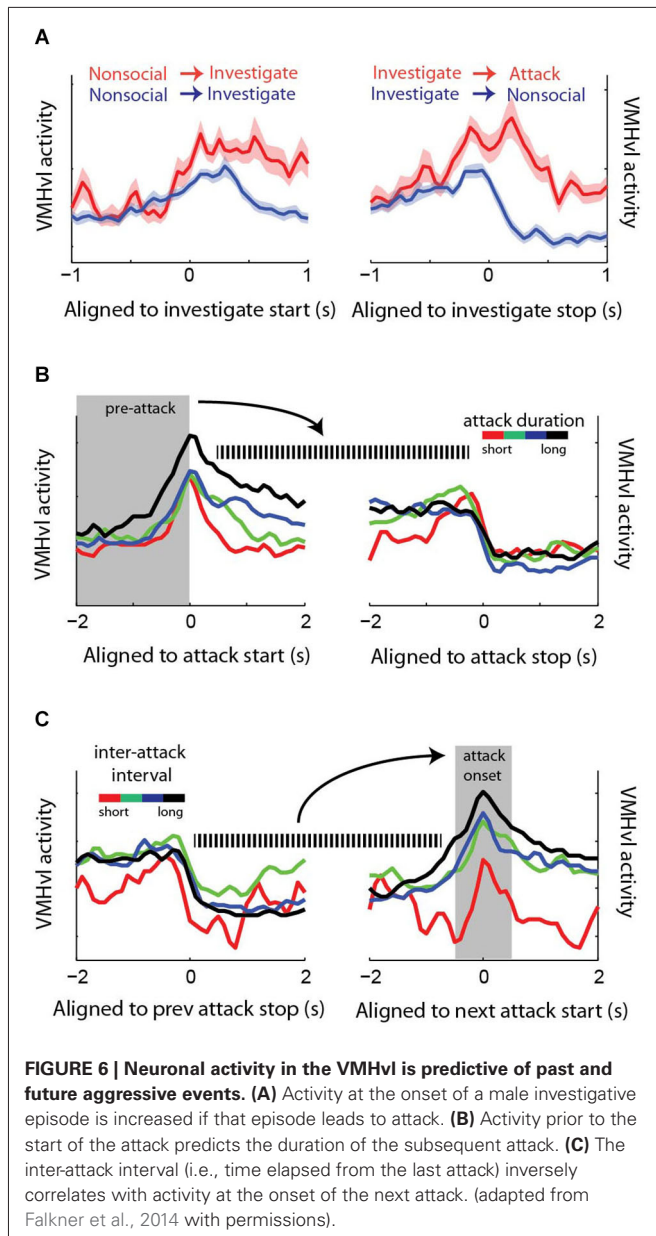 A
Nonsocial → Investigate
Nonsocial → Investigate
Investigate → Attack
Investigate → Nonsocial
VMHvl activity
VMHvl activity
-1 0 1
-1 0 1
Aligned to investigate start (s)
Aligned to investigate stop (s)
B
pre-attack
attack duration
short long
VMHvl activity
VMHvl activity
-2 0 2
-2 0 2
Aligned to attack start (s)
Aligned to attack stop (s)
C
inter-attack
interval
short long
attack
onset
VMHvl activity
VMHvl activity
-2 0 2
-2 0 2
Aligned to prev attack stop (s)
Aligned to next attack start (s)
FIGURE 6 | Neuronal activity in the VMHvl is predictive of past and
future aggressive events. (A) Activity at the onset of a male investigative
episode is increased if that episode leads to attack. (B) Activity prior to the
start of the attack predicts the duration of the subsequent attack. (C) The
inter-attack interval (i.e., time elapsed from the last attack) inversely
correlates with activity at the onset of the next attack. (adapted from
Falkner et al., 2014 with permissions).